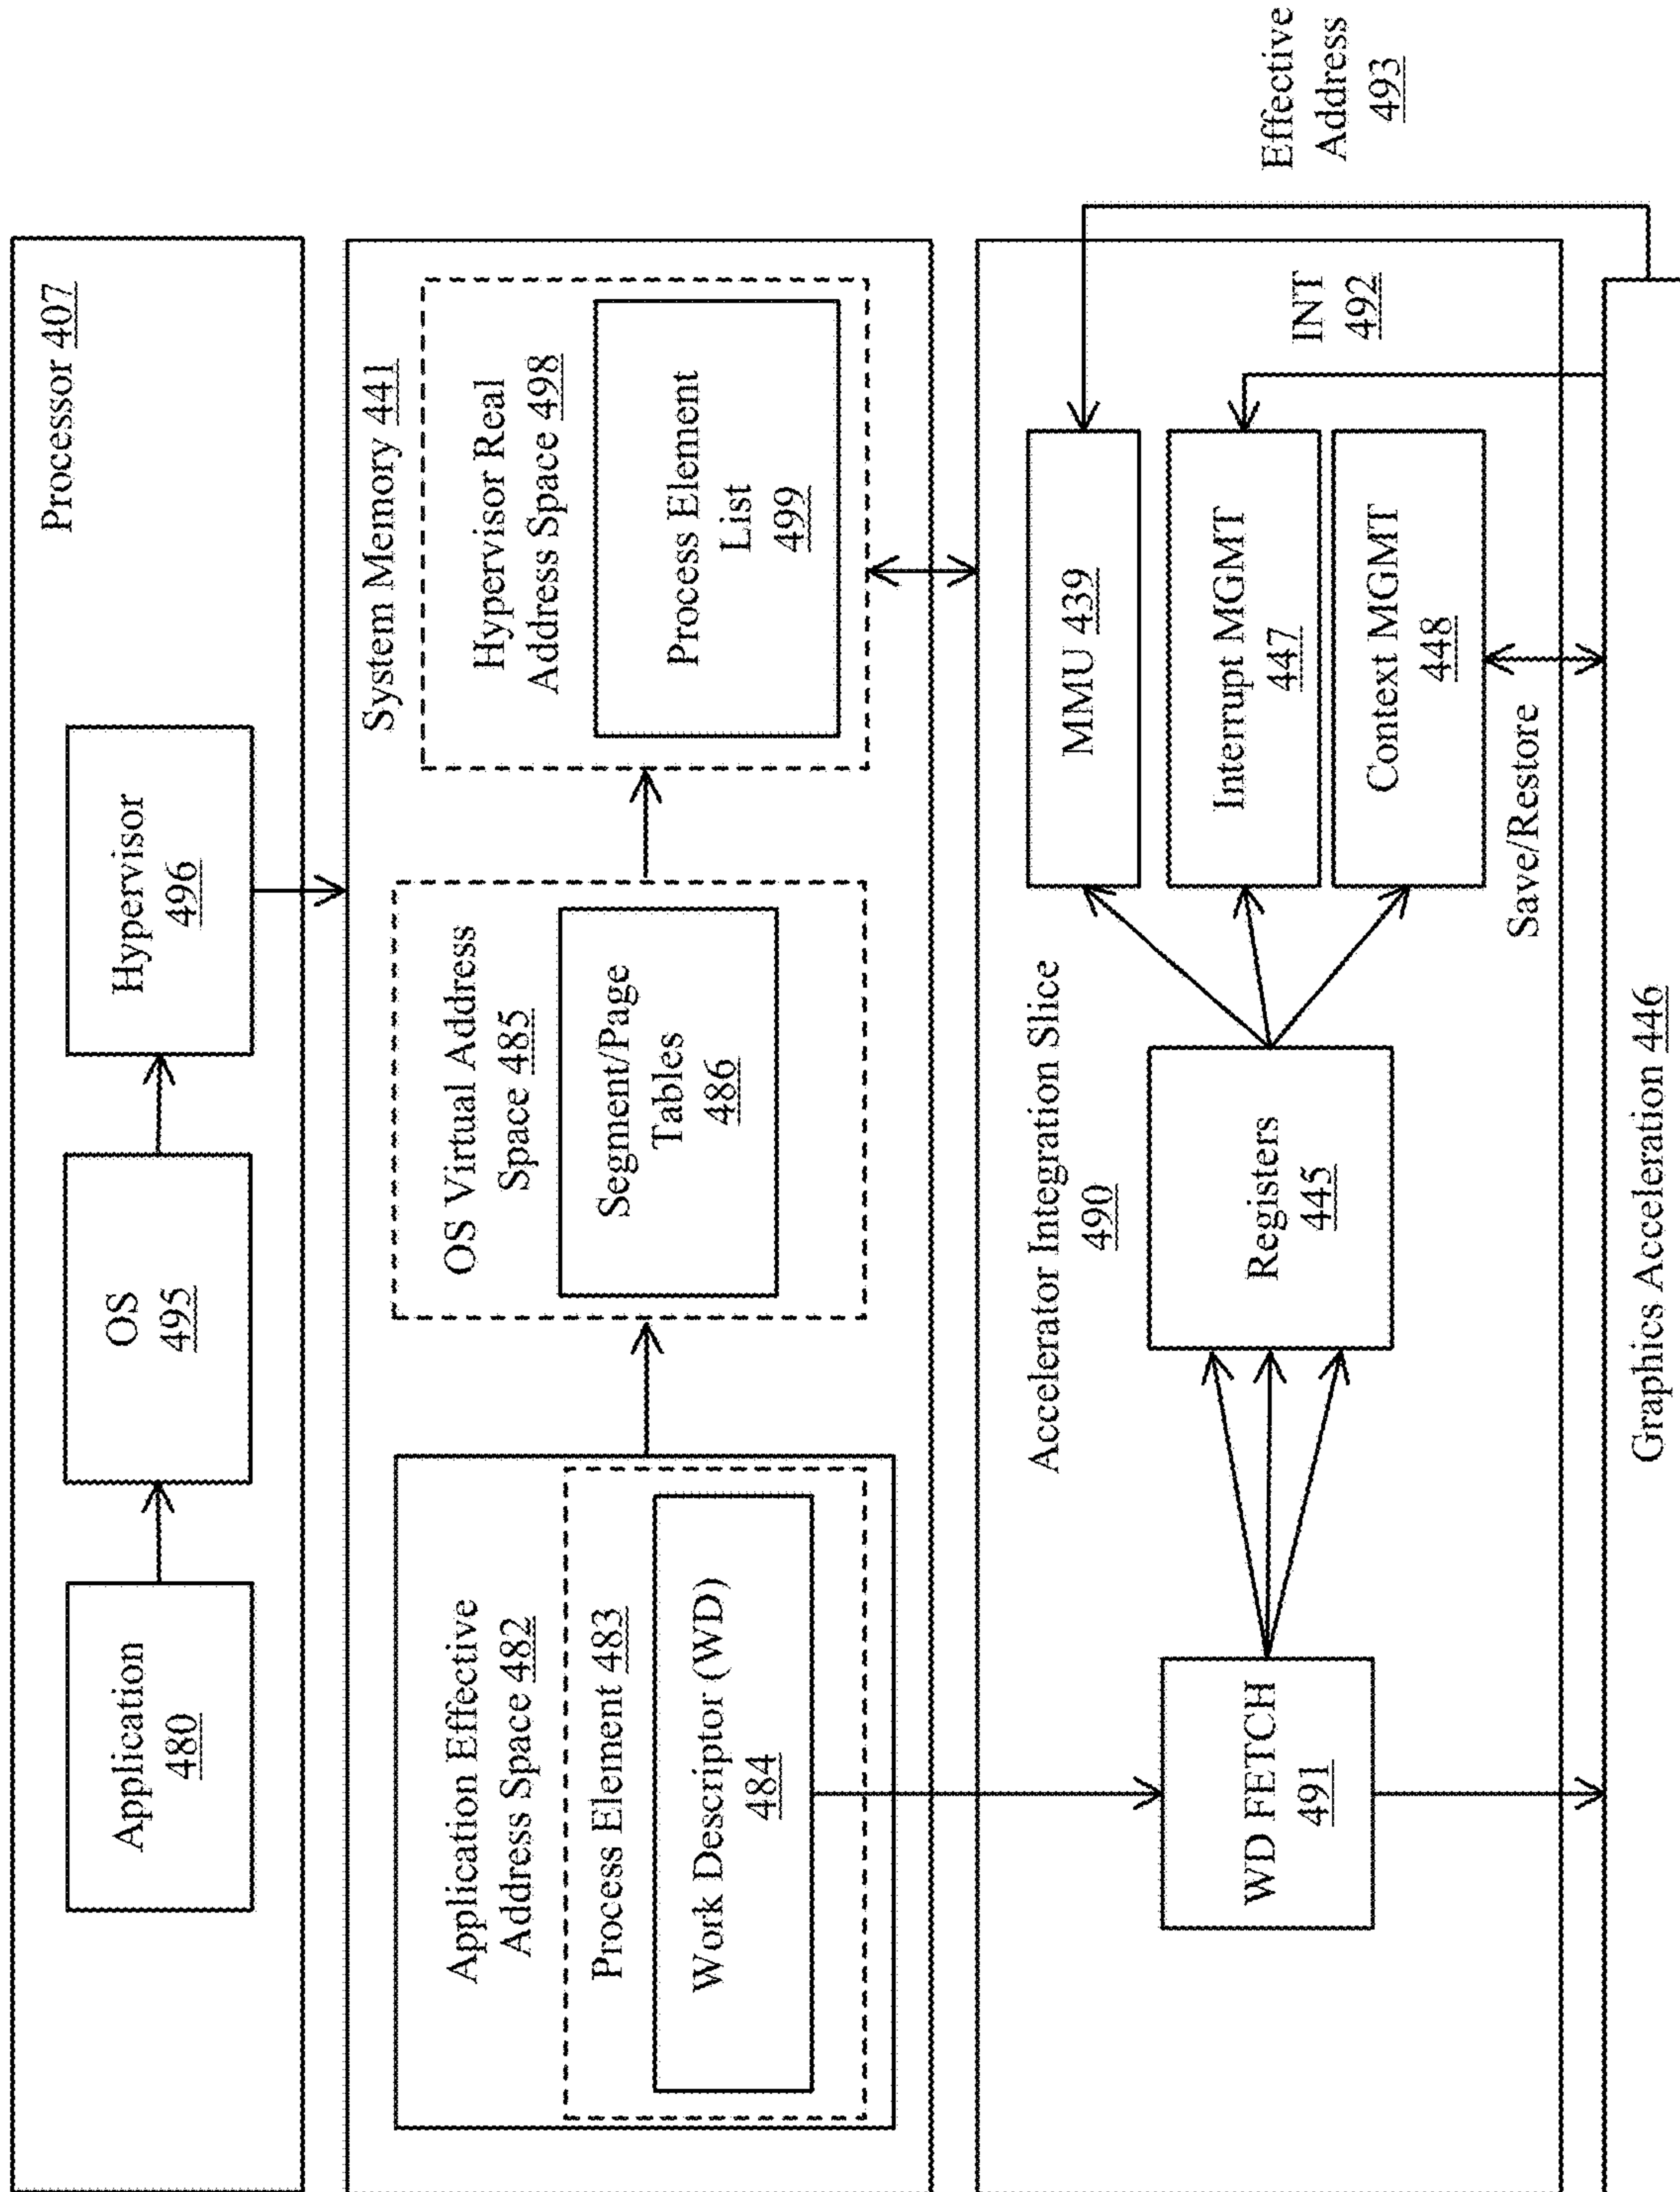 Processor 407
Application
480
OS
495
Hypervisor
496
System Memory 441
Application Effective
Address Space 482
Process Element 483
Work Descriptor (WD)
484
OS Virtual Address
Space 485
Segment/Page
Tables
486
Hypervisor Real
Address Space 498
Process Element
List
499
Accelerator Integration Slice
490
WD FETCH
491
Registers
445
MMU 439
Interrupt MGMT
447
Context MGMT
448
INT
492
Effective
Address
493
Save/Restore
Graphics Acceleration 446